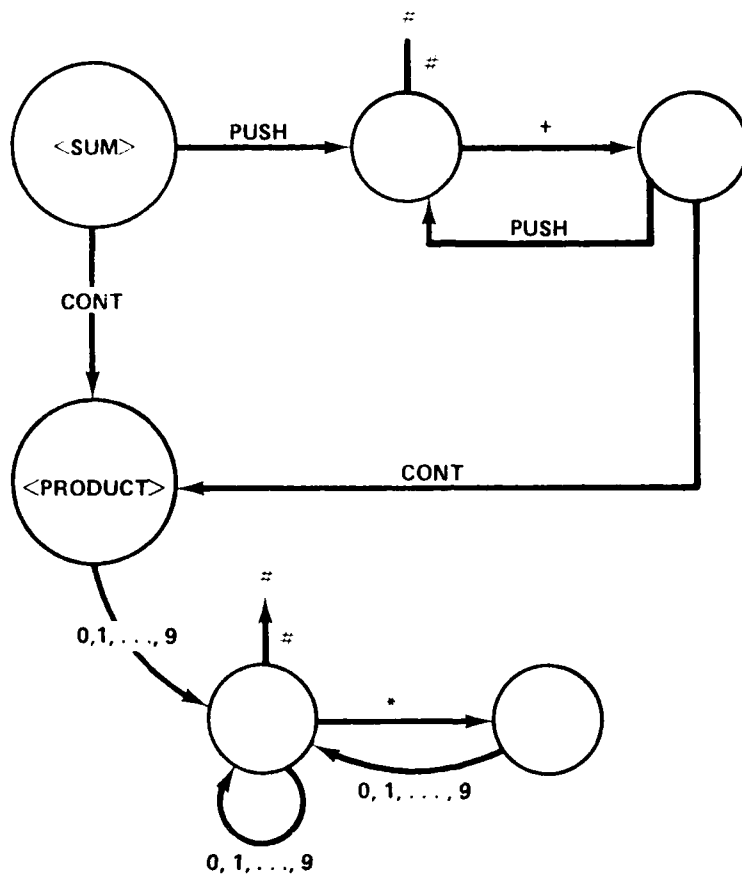 #
#
<SUM>
PUSH
+
PUSH
CONT
<PRODUCT>
CONT
#
#
0,1, . . ., 9
*
0, 1, . . . ., 9
0, 1, . . ., 9